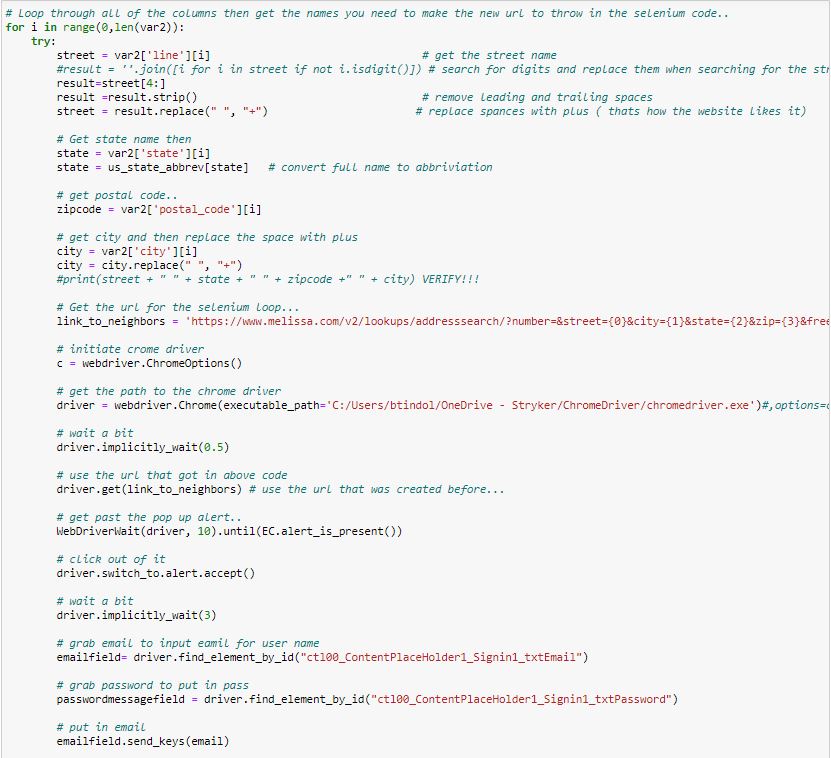 # Loop through all of the columns then get the names you need to make the new url to throw in the selenium code..
for i in range(0,len(var2)):
    try:
        street = var2['line'][i]                                # get the street name
        #result = ''.join([i for i in street if not i.isdigit()]) # search for digits and replace them when searching for the
        result=street[4:]
        result =result.strip()                                  # remove leading and trailing spaces
        street = result.replace(" ", "+")                      # replace spances with plus ( thats how the website likes it)

        # Get state name then
        state = var2['state'][i]
        state = us_state_abbrev[state]   # convert full name to abbriviation

        # get postal code..
        zipcode = var2['postal_code'][i]

        # get city and then replace the space with plus
        city = var2['city'][i]
        city = city.replace(" ", "+")
        #print(street + " " + state + " " + zipcode +" " + city) VERIFY!!!

        # Get the url for the selenium loop...
        link_to_neighbors = 'https://www.melissa.com/v2/lookups/addresssearch/?number=&street={0}&city={1}&state={2}&zip={3}&free

        # initiate crome driver
        c = webdriver.ChromeOptions()

        # get the path to the chrome driver
        driver = webdriver.Chrome(executable_path='C:/Users/btindol/OneDrive - Stryker/ChromeDriver/chromedriver.exe')#,options=

        # wait a bit
        driver.implicitly_wait(0.5)

        # use the url that got in above code
        driver.get(link_to_neighbors) # use the url that was created before...

        # get past the pop up alert..
        WebDriverWait(driver, 10).until(EC.alert_is_present())

        # click out of it
        driver.switch_to.alert.accept()

        # wait a bit
        driver.implicitly_wait(3)

        # grab email to input eamil for user name
        emailfield= driver.find_element_by_id("ctl00_ContentPlaceHolder1_Signin1_txtEmail")

        # grab password to put in pass
        passwordmessagefield = driver.find_element_by_id("ctl00_ContentPlaceHolder1_Signin1_txtPassword")

        # put in email
        emailfield.send_keys(email)